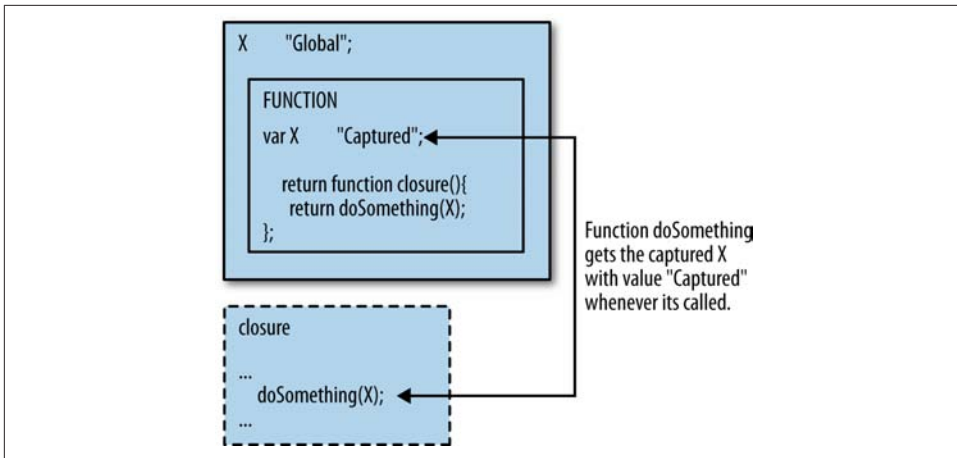 X "Global";
FUNCTION
var X "Captured";
return function closure(){
return doSomething(X);
};
Function doSomething
gets the captured X
with value "Captured"
whenever its called.
closure
...
doSomething(X);
...